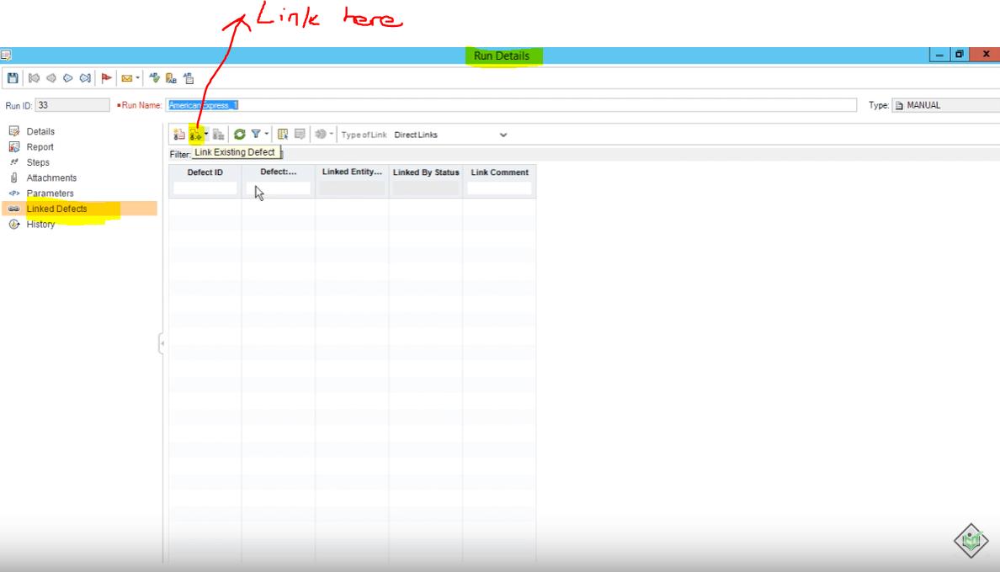 Link here
Run Details
Run ID: 33 Run Name: American Express_1 Type: MANUAL
Details
Report
Steps
Attachments
Parameters
Linked Defects
History
Type of Link Direct Links
Filter:
Link Existing Defect
Defect ID Defect:... Linked Entity... Linked By Status Link Comment